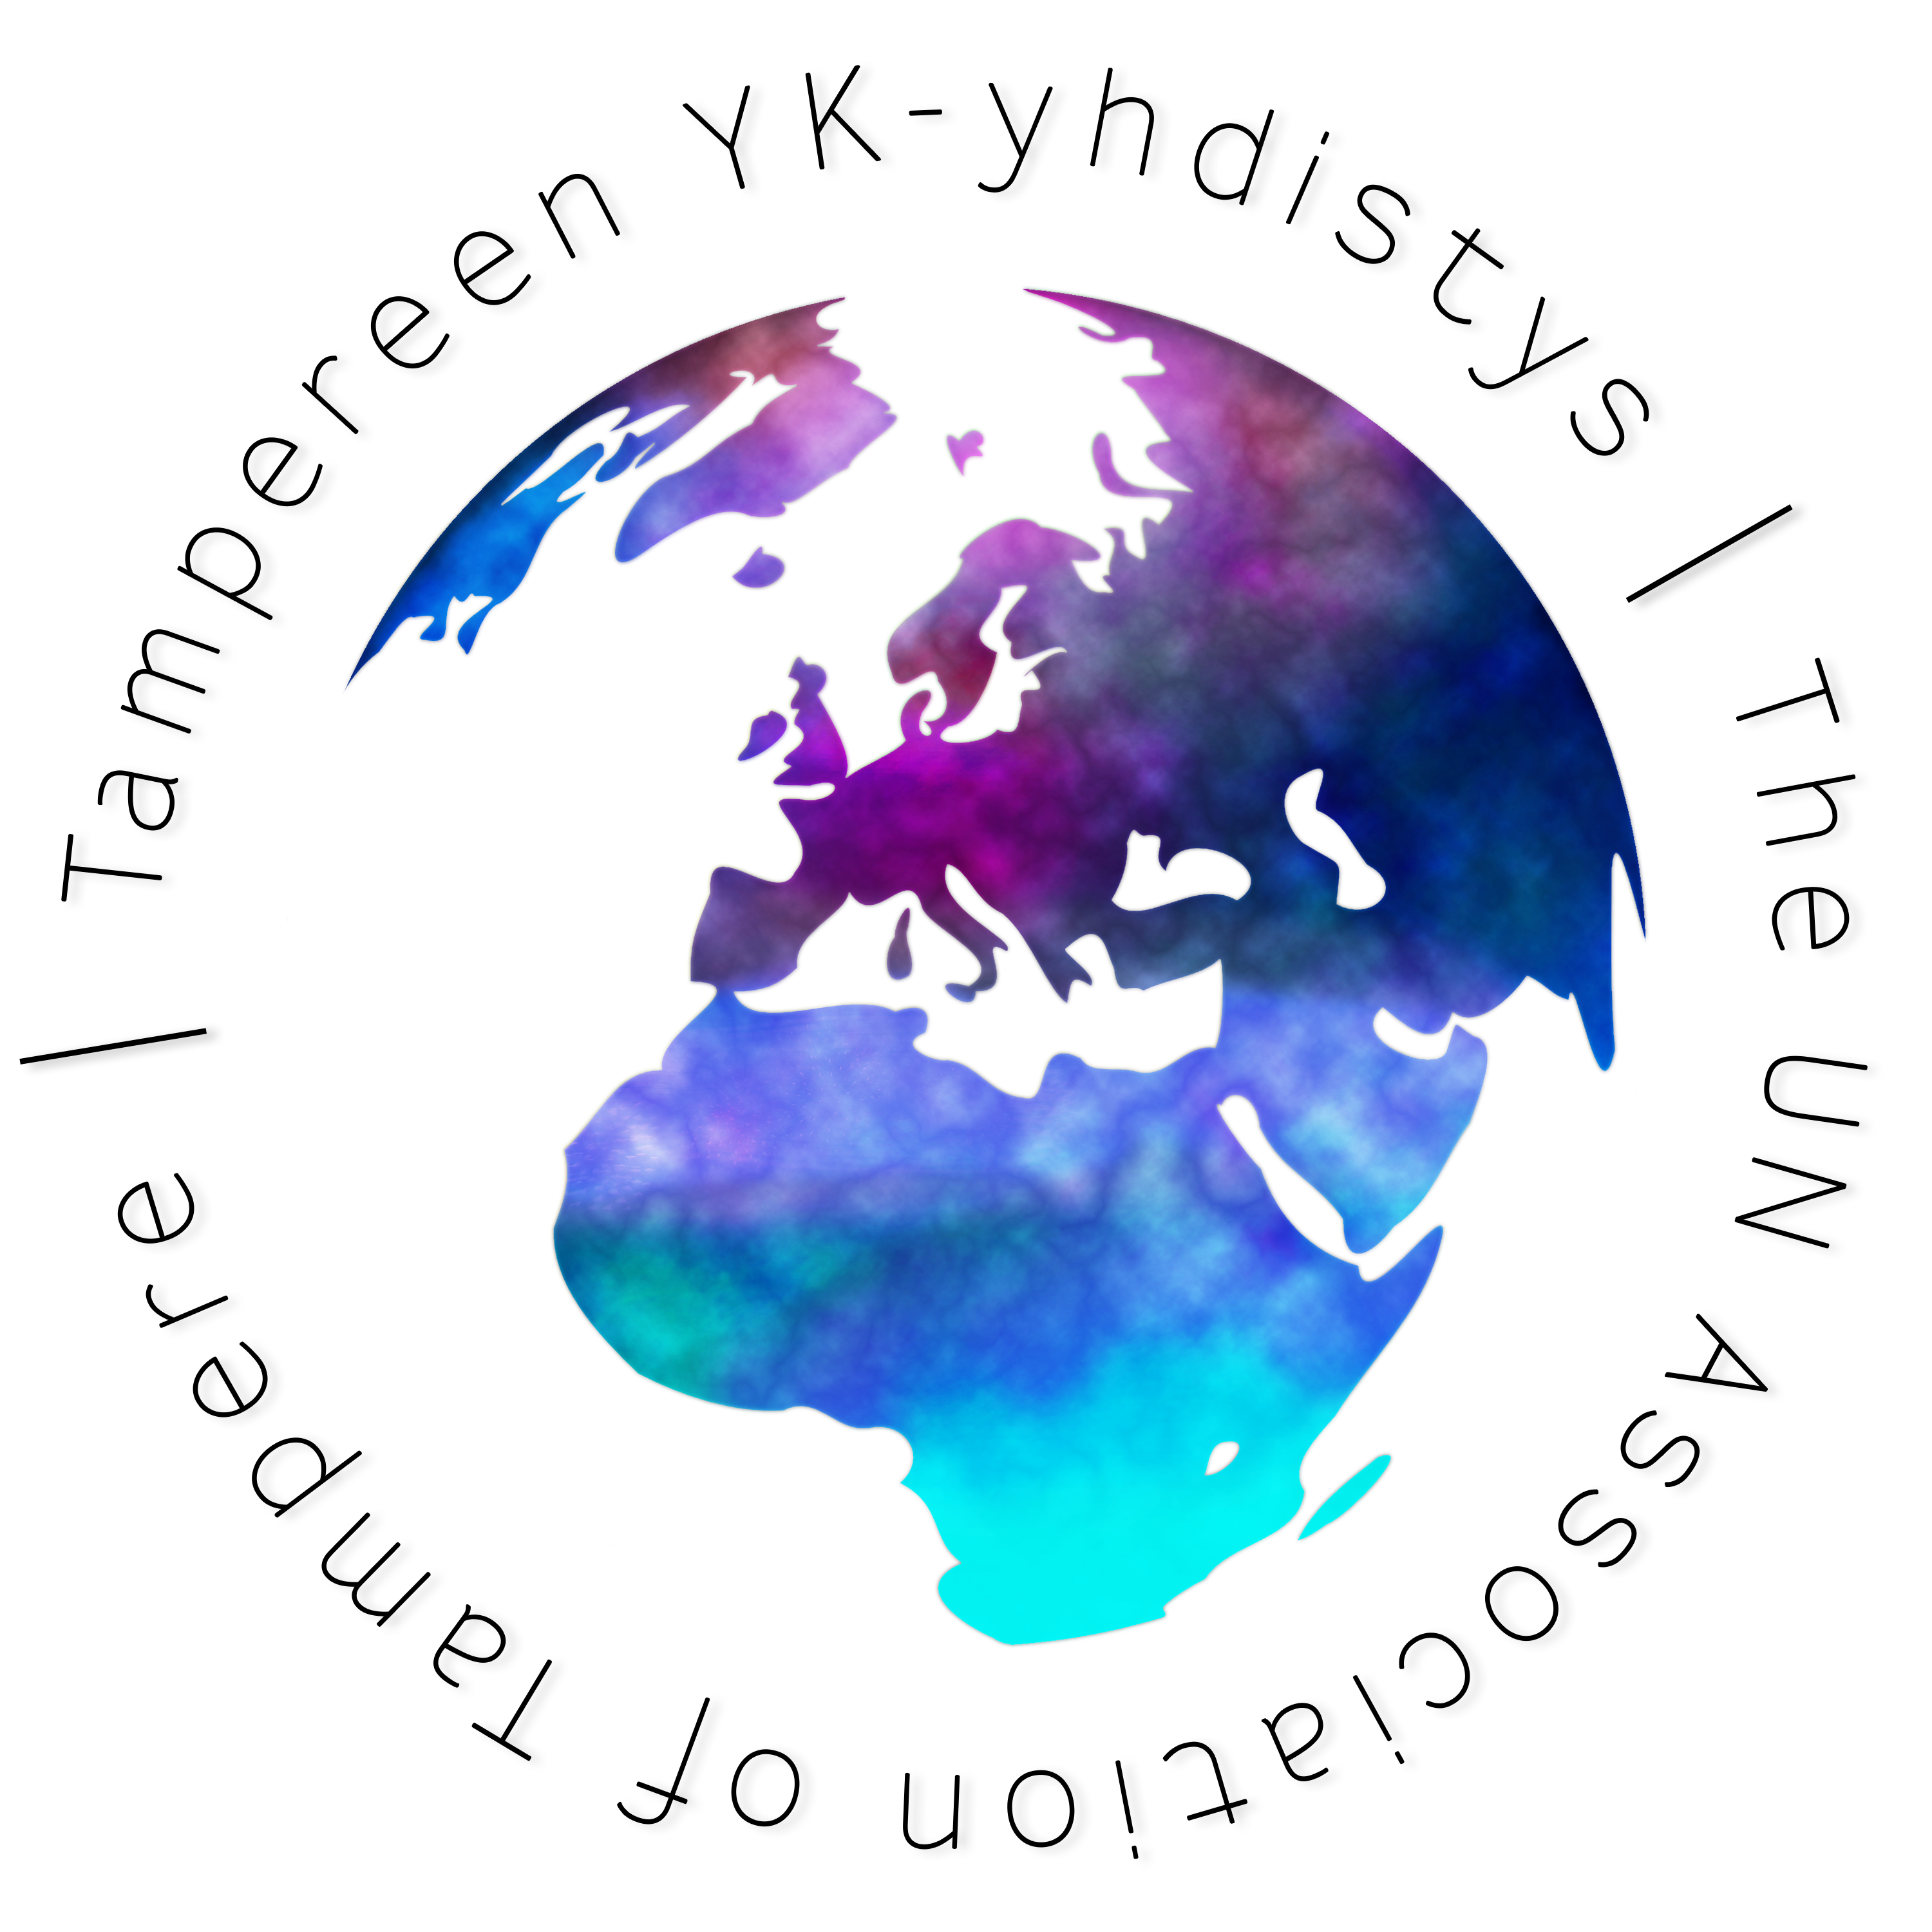 Tampereen YK-yhdistys | The UN Association of Tampere |